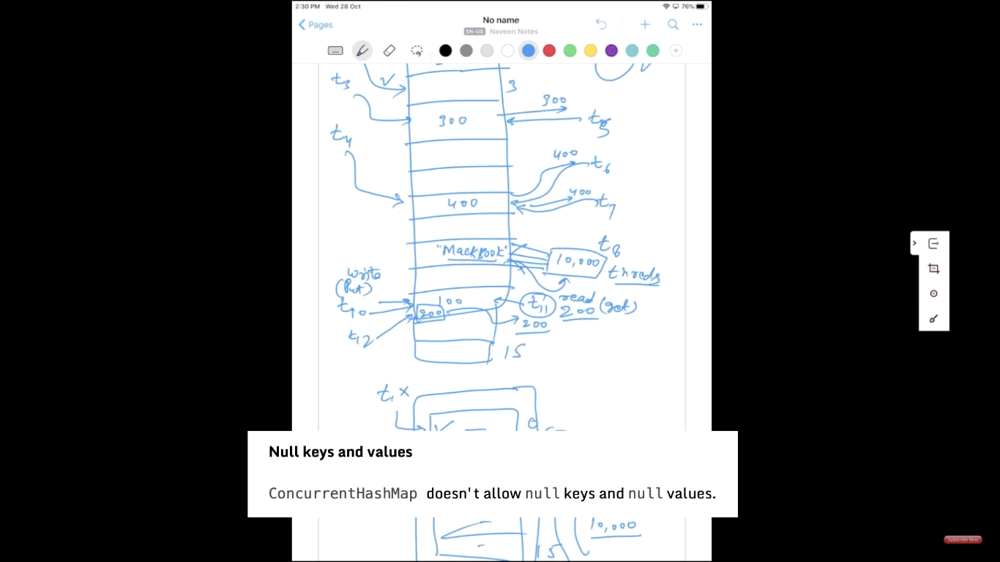 2:30 PM Wed 28 Oct
76%
Pages
No name
EN-US Naveen Notes
t3
3
300
300
t5
t4
400
t6
400
400
t7
"MackBook"
10,000
t8
threds
write
(Put)
t10
100
200
t11
read
200 (get)
200
t12
15
t1 x
0
Null keys and values
ConcurrentHashMap doesn't allow null keys and null values.
10,000
15
Subscribe Now